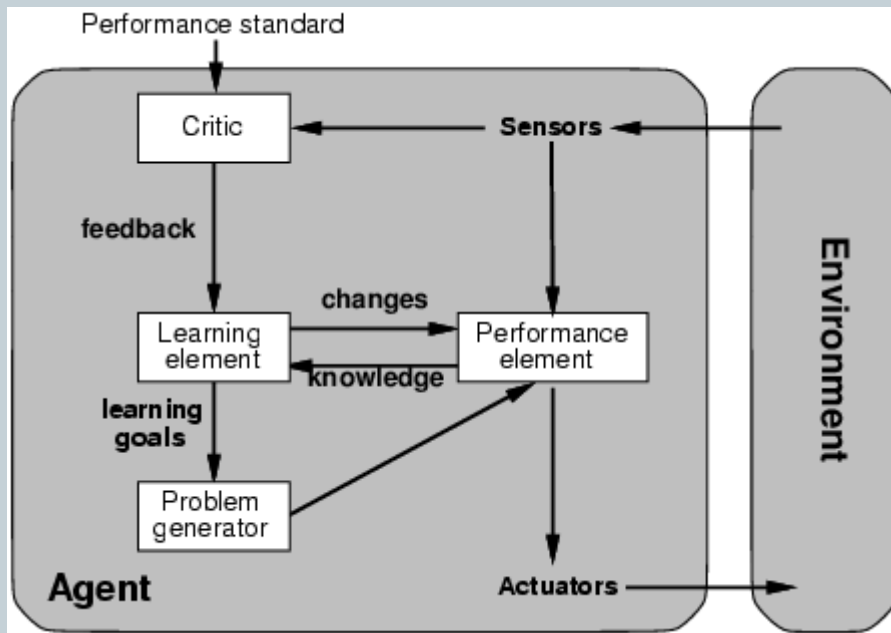 Performance standard
Critic
Sensors
feedback
changes
Learning
element
Performance
element
knowledge
learning
goals
Problem
generator
Agent
Actuators
Environment